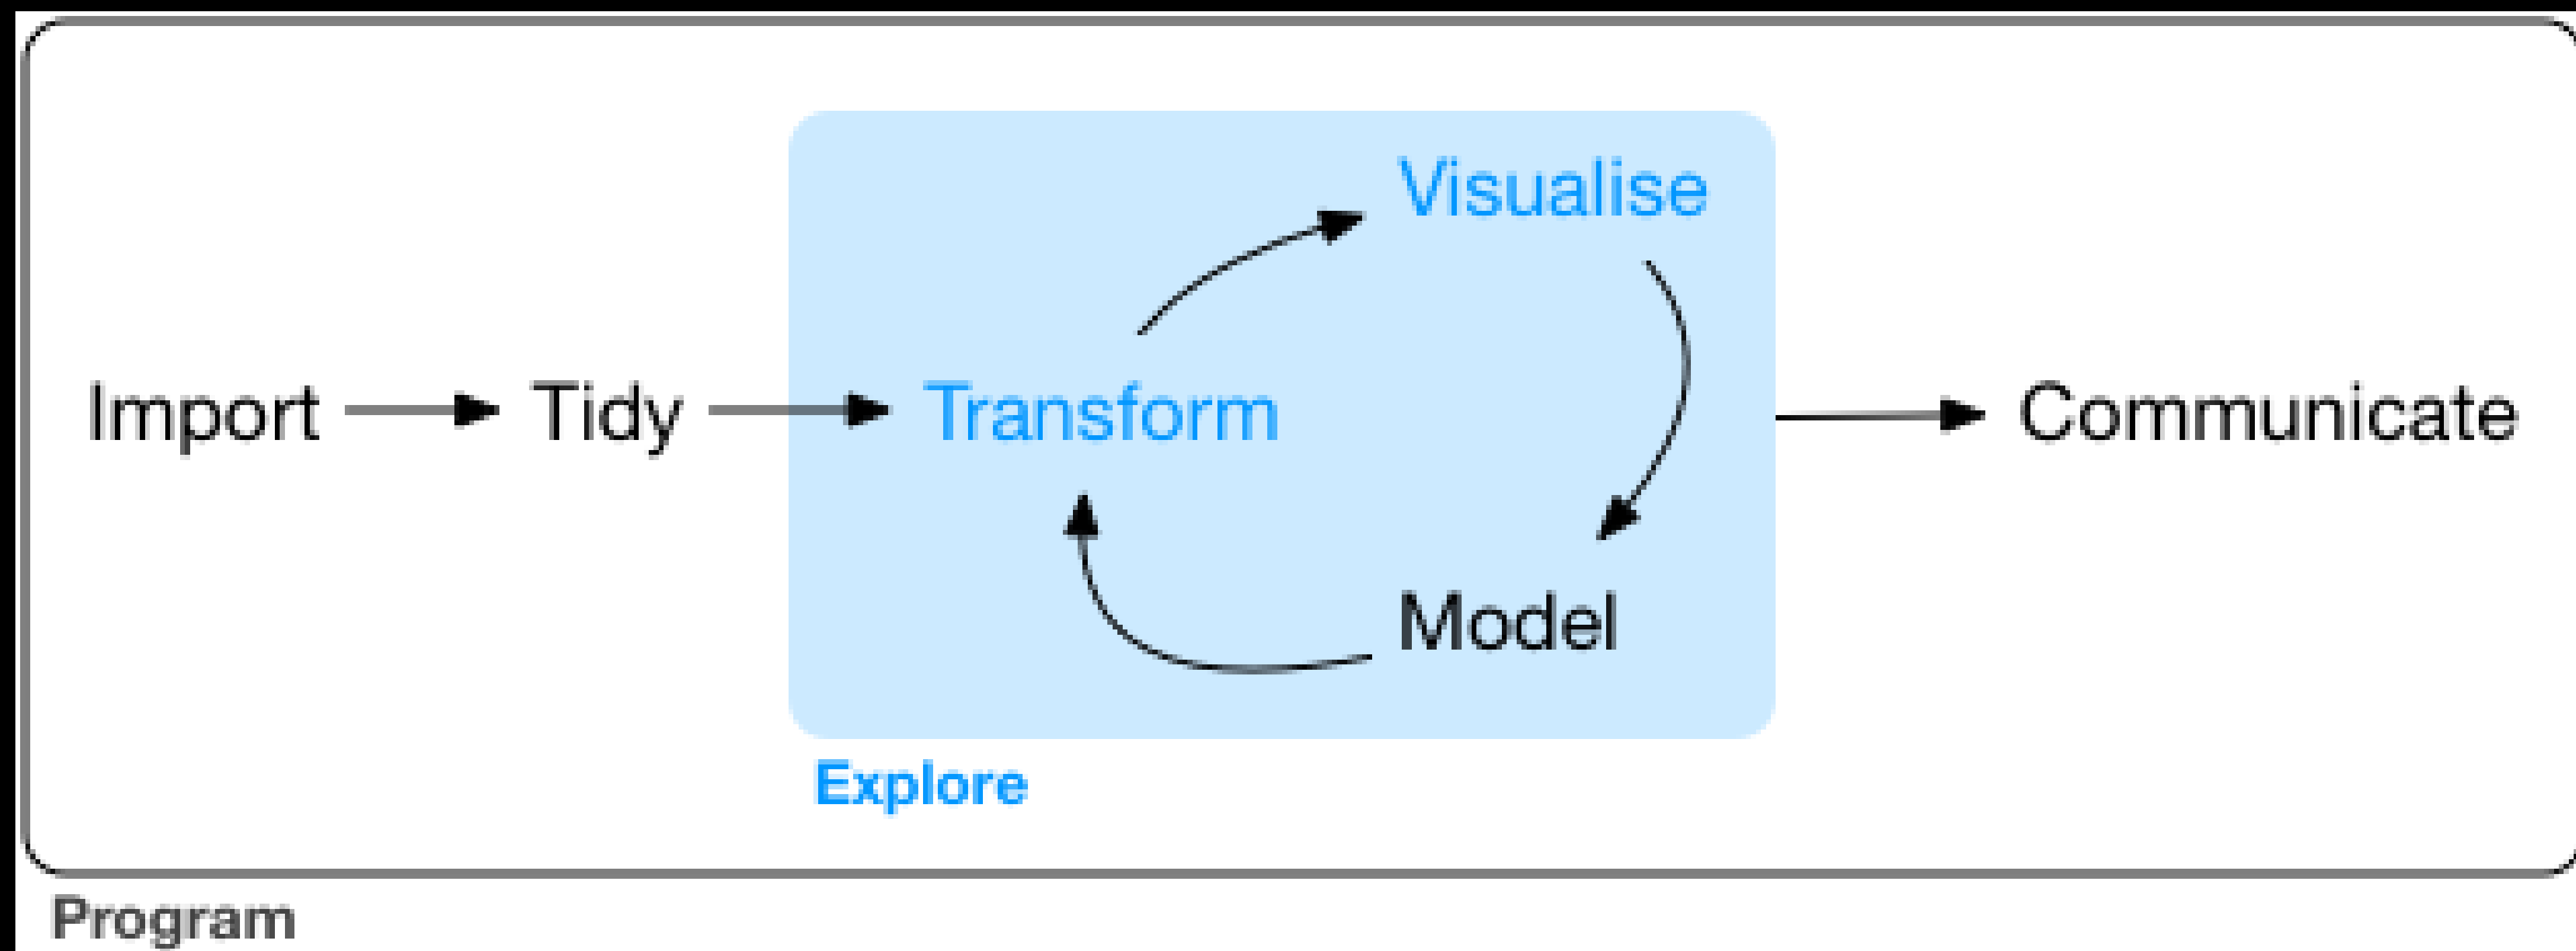 Visualise
Import Tidy Transform Communicate
Model
Explore
Program